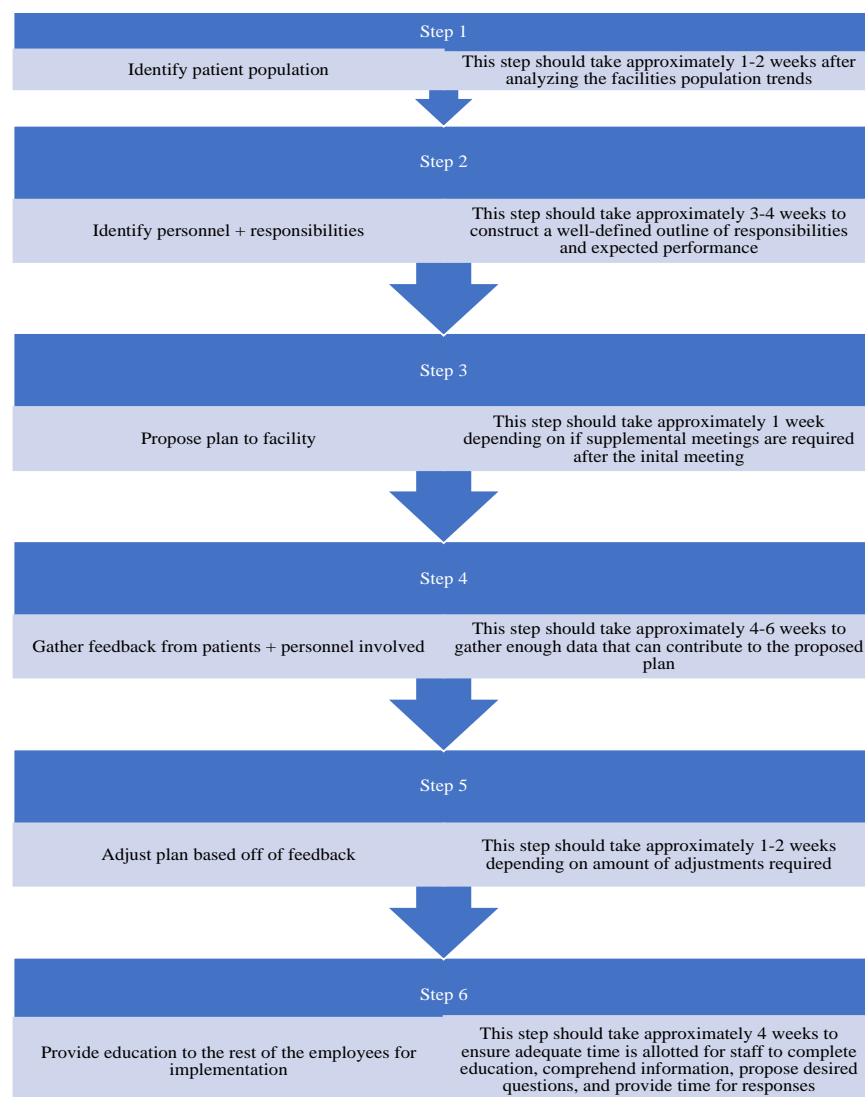 Step 1
Identify patient population
This step should take approximately 1-2 weeks after
analyzing the facilities population trends
Step 2
Identify personnel + responsibilities
This step should take approximately 3-4 weeks to
construct a well-defined outline of responsibilities
and expected performance
Step 3
Propose plan to facility
This step should take approximately 1 week
depending on if supplemental meetings are required
after the inital meeting
Step 4
Gather feedback from patients + personnel involved
This step should take approximately 4-6 weeks to
gather enough data that can contribute to the proposed
plan
Step 5
Adjust plan based off of feedback
This step should take approximately 1-2 weeks
depending on amount of adjustments required
Step 6
Provide education to the rest of the employees for
implementation
This step should take approximately 4 weeks to
ensure adequate time is allotted for staff to complete
education, comprehend information, propose desired
questions, and provide time for responses